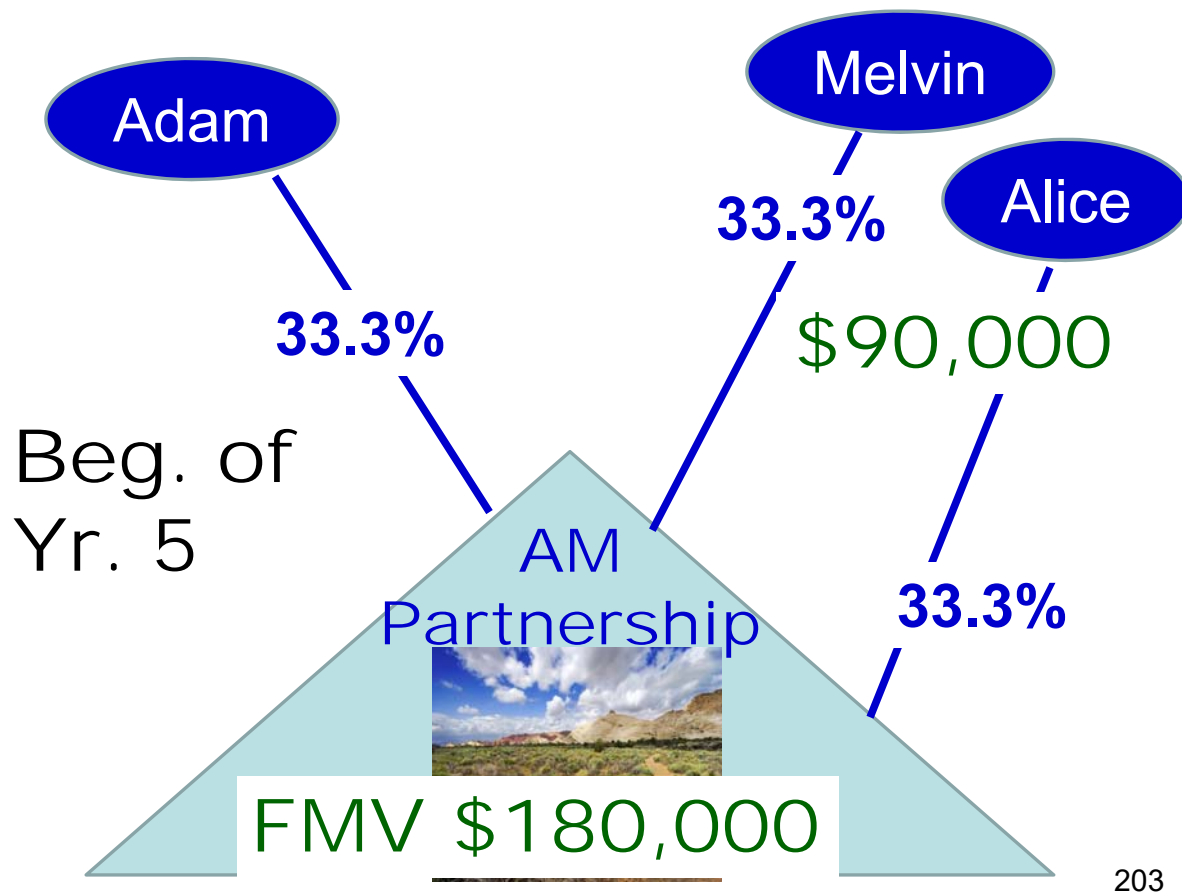 Melvin
Adam
Alice
33.3%
33.3%
$90,000
Beg. of
Yr. 5
AM
Partnership
33.3%
FMV $180,000
203